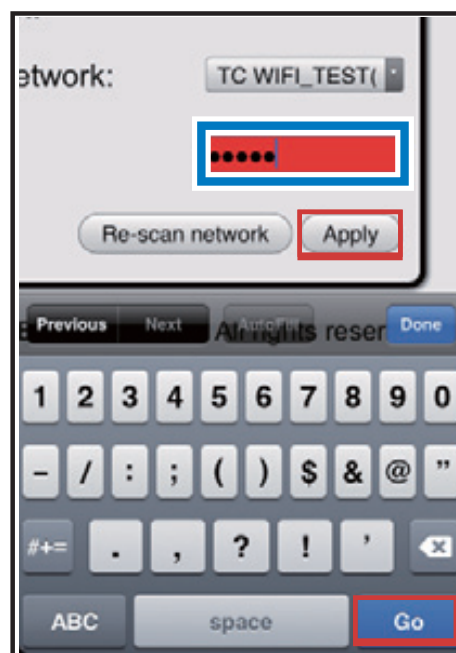 etwork: TC WIFI_TEST(
•••••
Re-scan network Apply
Previous Next AutoFill All rights reser Done
1 2 3 4 5 6 7 8 9 0
- / : ; ( ) $ & @ "
#+= . , ? ! '
ABC space Go